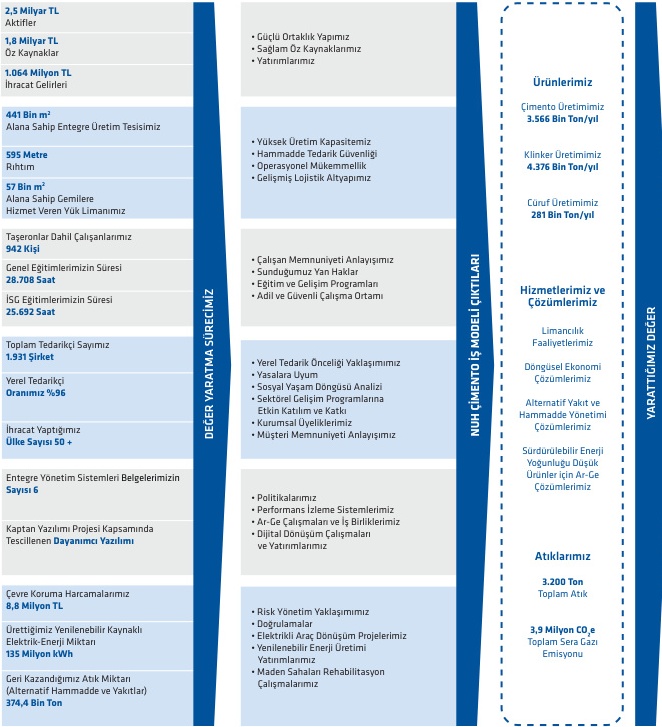 2,5 Milyar TL
Aktifler
1,8 Milyar TL
Öz Kaynaklar
1.064 Milyon TL
İhracat Gelirleri
441 Bin m²
Alana Sahip Entegre Üretim Tesisimiz
595 Metre
Rıhtım
57 Bin m²
Alana Sahip Gemilere
Hizmet Veren Yük Limanımız
Taşeronlar Dahil Çalışanlarımız
942 Kişi
Genel Eğitimlerimizin Süresi
28.708 Saat
İSG Eğitimlerimizin Süresi
25.692 Saat
Toplam Tedarikçi Sayımız
1.931 Şirket
Yerel Tedarikçi
Oranımız %96
İhracat Yaptığımız
Ülke Sayısı 50 +
Entegre Yönetim Sistemleri Belgelerimizin
Sayısı 6
Kaptan Yazılımı Projesi Kapsamında
Tescillenen Dayanımcı Yazılımı
Çevre Koruma Harcamalarımız
8,8 Milyon TL
Ürettiğimiz Yenilenebilir Kaynaklı
Elektrik-Enerji Miktarı
135 Milyon kWh
Geri Kazandığımız Atık Miktarı
(Alternatif Hammadde ve Yakıtlar)
374,4 Bin Ton
DEĞER YARATMA SÜRECİMİZ
• Güçlü Ortaklık Yapımız
• Sağlam Öz Kaynaklarımız
• Yatırımlarımız
• Yüksek Üretim Kapasitemiz
• Hammadde Tedarik Güvenliği
• Operasyonel Mükemmellik
• Gelişmiş Lojistik Altyapımız
• Çalışan Memnuniyeti Anlayışımız
• Sunduğumuz Yan Haklar
• Eğitim ve Gelişim Programları
• Adil ve Güvenli Çalışma Ortamı
• Yerel Tedarik Önceliği Yaklaşımımız
• Yasalara Uyum
• Sosyal Yaşam Döngüsü Analizi
• Sektörel Gelişim Programlarına
Etkin Katılım ve Katkı
• Kurumsal Üyeliklerimiz
• Müşteri Memnuniyeti Anlayışımız
• Politikalarımız
• Performans İzleme Sistemlerimiz
• Ar-Ge Çalışmaları ve İş Birliklerimiz
• Dijital Dönüşüm Çalışmaları
ve Yatırımlarımız
• Risk Yönetim Yaklaşımımız
• Doğrulamalar
• Elektrikli Araç Dönüşüm Projelerimiz
• Yenilenebilir Enerji Üretimi
Yatırımlarımız
• Maden Sahaları Rehabilitasyon
Çalışmalarımız
NUH ÇİMENTO İŞ MODELİ ÇIKTILARI
Ürünlerimiz
Çimento Üretimimiz
3.566 Bin Ton/yıl
Klinker Üretimimiz
4.376 Bin Ton/yıl
Cüruf Üretimimiz
281 Bin Ton/yıl
Hizmetlerimiz ve
Çözümlerimiz
Limancılık
Faaliyetlerimiz
Döngüsel Ekonomi
Çözümlerimiz
Alternatif Yakıt ve
Hammadde Yönetimi
Çözümlerimiz
Sürdürülebilir Enerji
Yoğunluğu Düşük
Ürünler için Ar-Ge
Çözümlerimiz
Atıklarımız
3.200 Ton
Toplam Atık
3,9 Milyon CO₂e
Toplam Sera Gazı
Emisyonu
YARATTIĞIMIZ DEĞER